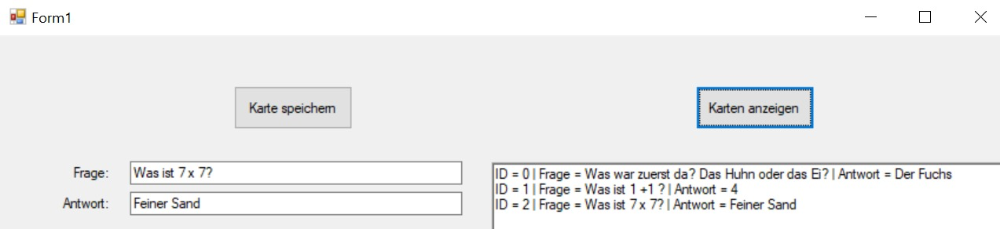 Form1
Karte speichern
Karten anzeigen
Frage:
Was ist 7 x 7?
Antwort:
Feiner Sand
ID = 0 | Frage = Was war zuerst da? Das Huhn oder das Ei? | Antwort = Der Fuchs
ID = 1 | Frage = Was ist 1 +1 ? | Antwort = 4
ID = 2 | Frage = Was ist 7 x 7? | Antwort = Feiner Sand